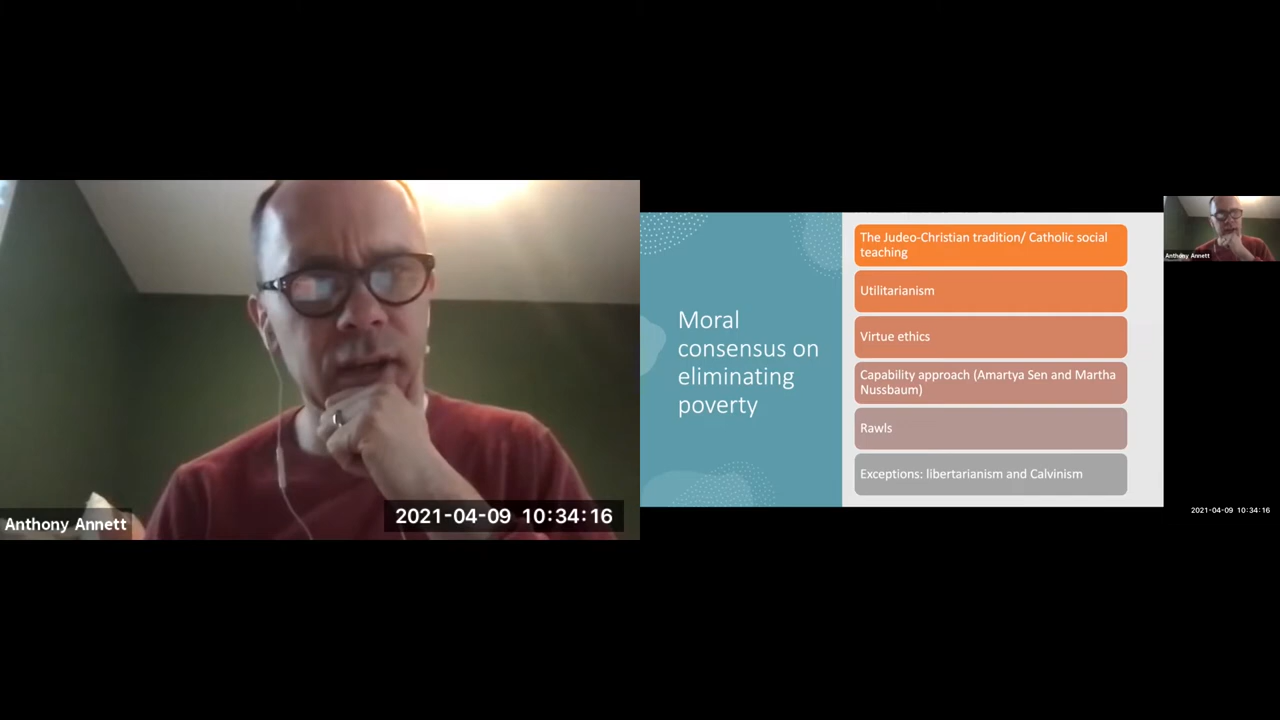 Anthony Annett
2021-04-09 10:34:16
Moral
consensus on
eliminating
poverty
The Judeo-Christian tradition/ Catholic social
teaching
Utilitarianism
Virtue ethics
Capability approach (Amartya Sen and Martha
Nussbaum)
Rawls
Exceptions: libertarianism and Calvinism
Anthony Annett
2021-04-09 10:34:16